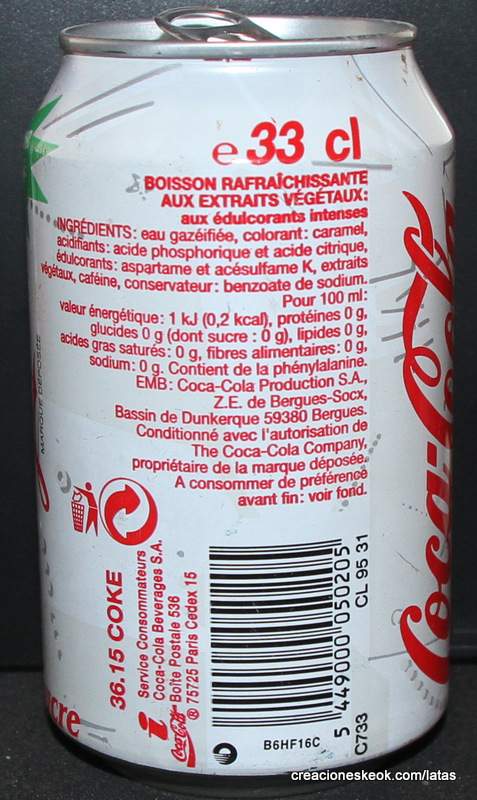 e 33 cl
BOISSON RAFRAÎCHISSANTE
AUX EXTRAITS VÉGÉTAUX:
aux édulcorants intenses
INGRÉDIENTS: eau gazéifiée, colorant: caramel,
acidifiants: acide phosphorique et acide citrique,
édulcorants: aspartame et acésulfame K, extraits
végétaux, caféine, conservateur: benzoate de sodium.
Pour 100 ml:
valeur énergétique: 1 kJ (0,2 kcal), protéines 0 g,
glucides 0 g (dont sucre: 0 g), lipides 0 g,
acides gras saturés: 0 g, fibres alimentaires: 0 g,
sodium: 0 g. Contient de la phénylalanine.
EMB: Coca-Cola Production S.A.,
Z.E. de Bergues-Socx,
Bassin de Dunkerque 59380 Bergues.
Conditionné avec l'autorisation de
The Coca-Cola Company,
propriétaire de la marque déposée.
A consommer de préférence
avant fin: voir fond.
MARQUE DÉPOSÉE
36.15 COKE
i
Service Consommateurs
Coca-Cola Beverages S.A.
Boîte Postale 536
75725 Paris Cedex 15
Coca-Cola
®
5 449000 050205
CL 95 31
C733
B6HF16C
Coca-Cola
cre
creacioneskeok.com/latas